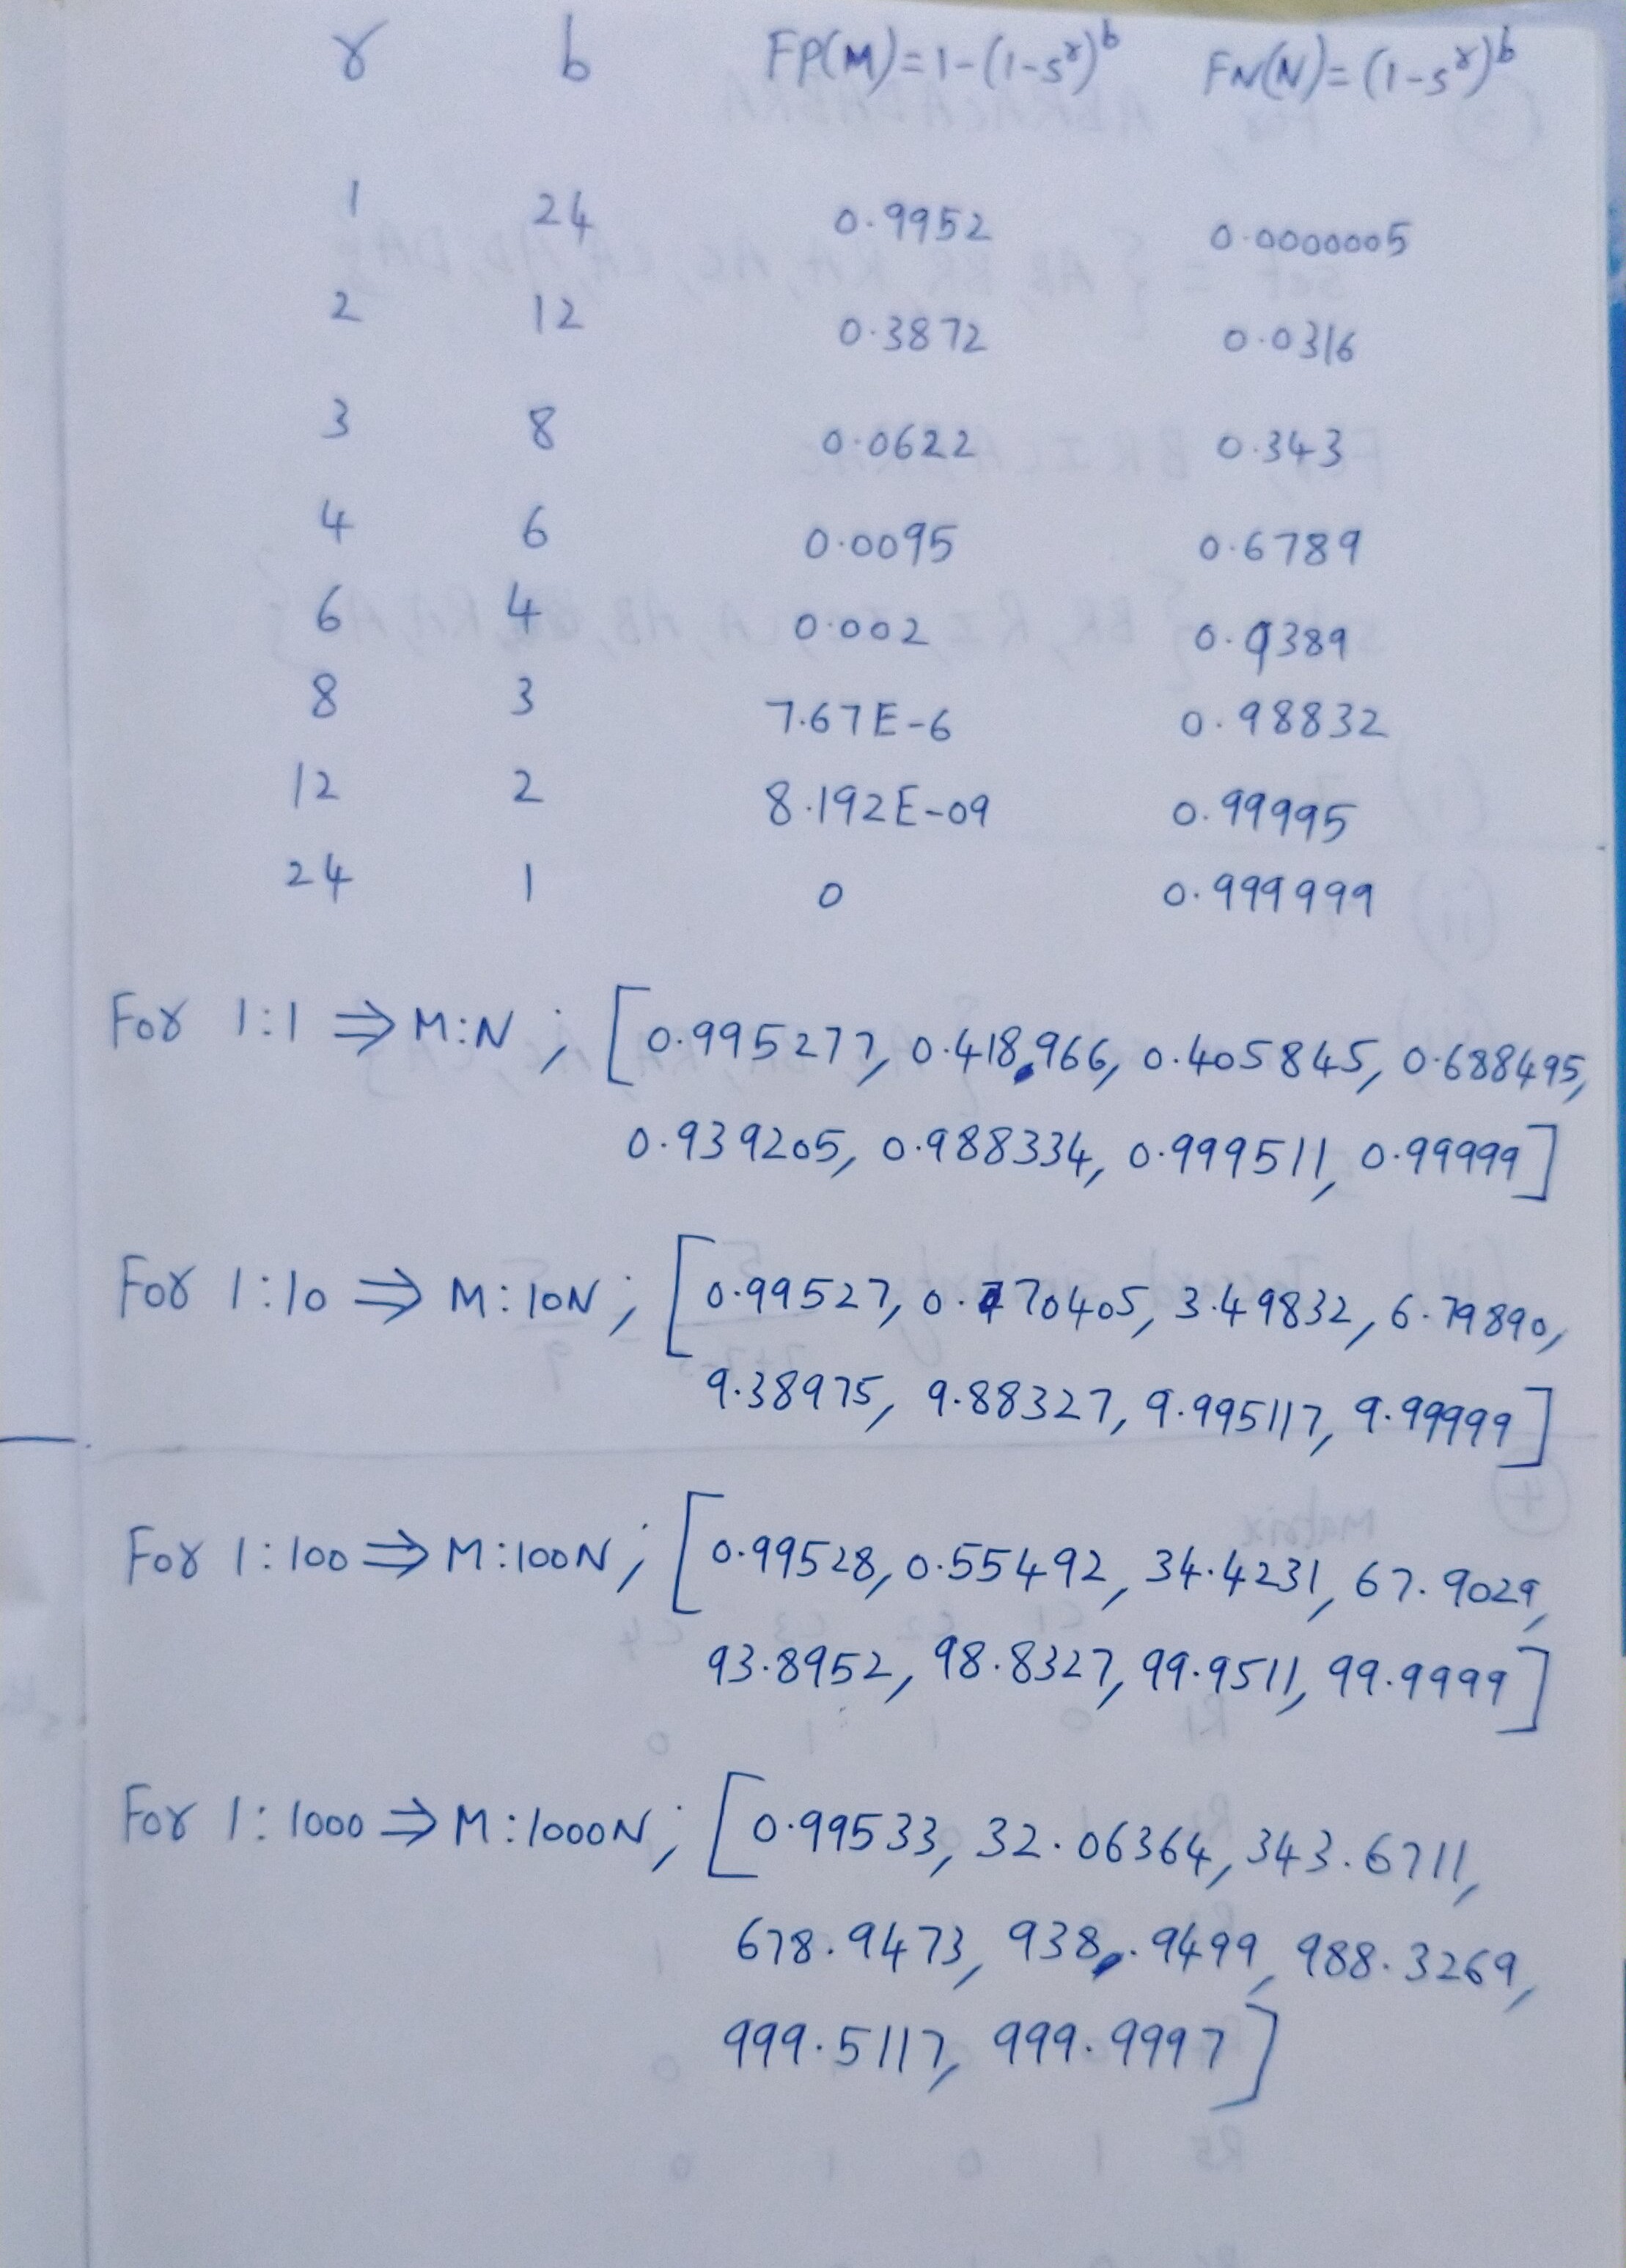 r b FP(M)=1-(1-s^r)^b FN(N)=(1-s^r)^b
1 24 0.9952 0.0000005
2 12 0.3872 0.0316
3 8 0.0622 0.343
4 6 0.0095 0.6789
6 4 0.002 0.9389
8 3 7.67E-6 0.98832
12 2 8.192E-09 0.99995
24 1 0 0.999999
For 1:1 ⇒ M:N ; [0.995277, 0.418966, 0.405845, 0.688495,
0.939205, 0.988334, 0.999511, 0.99999]
For 1:10 ⇒ M:10N ; [0.99527, 0.770405, 3.49832, 6.79890,
9.38975, 9.88327, 9.995117, 9.99999]
For 1:100 ⇒ M:100N ; [0.99528, 0.55492, 34.4231, 67.9029,
93.8952, 98.8327, 99.9511, 99.9999]
For 1:1000 ⇒ M:1000N ; [0.99533, 32.06364, 343.6711,
678.9473, 938.9499, 988.3269,
999.5117, 999.9997]